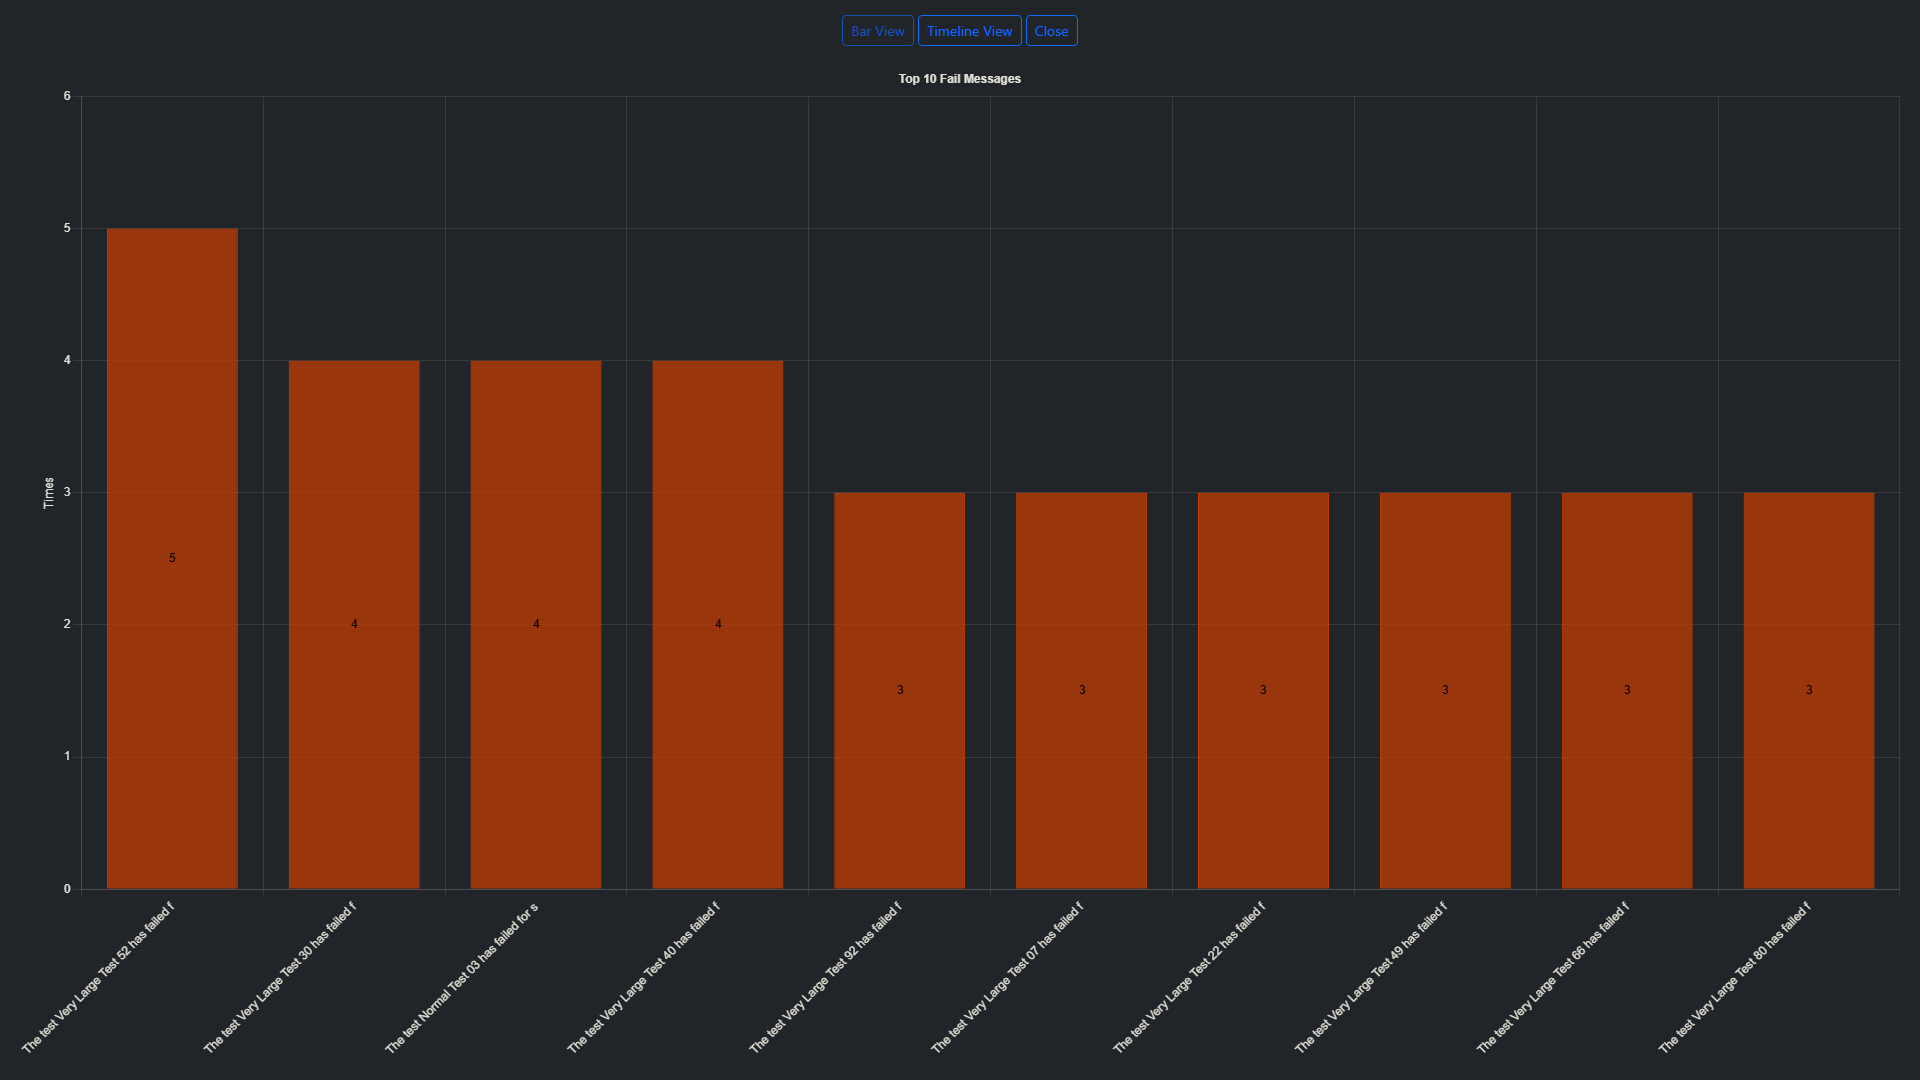 Bar View Timeline View Close
Top 10 Fail Messages
6
5
4
3
2
1
0
Times
5
4
4
4
3
3
3
3
3
3
The test Very Large Test 52 has failed f
The test Very Large Test 30 has failed f
The test Normal Test 03 has failed for s
The test Very Large Test 40 has failed f
The test Very Large Test 92 has failed f
The test Very Large Test 07 has failed f
The test Very Large Test 22 has failed f
The test Very Large Test 49 has failed f
The test Very Large Test 66 has failed f
The test Very Large Test 80 has failed f